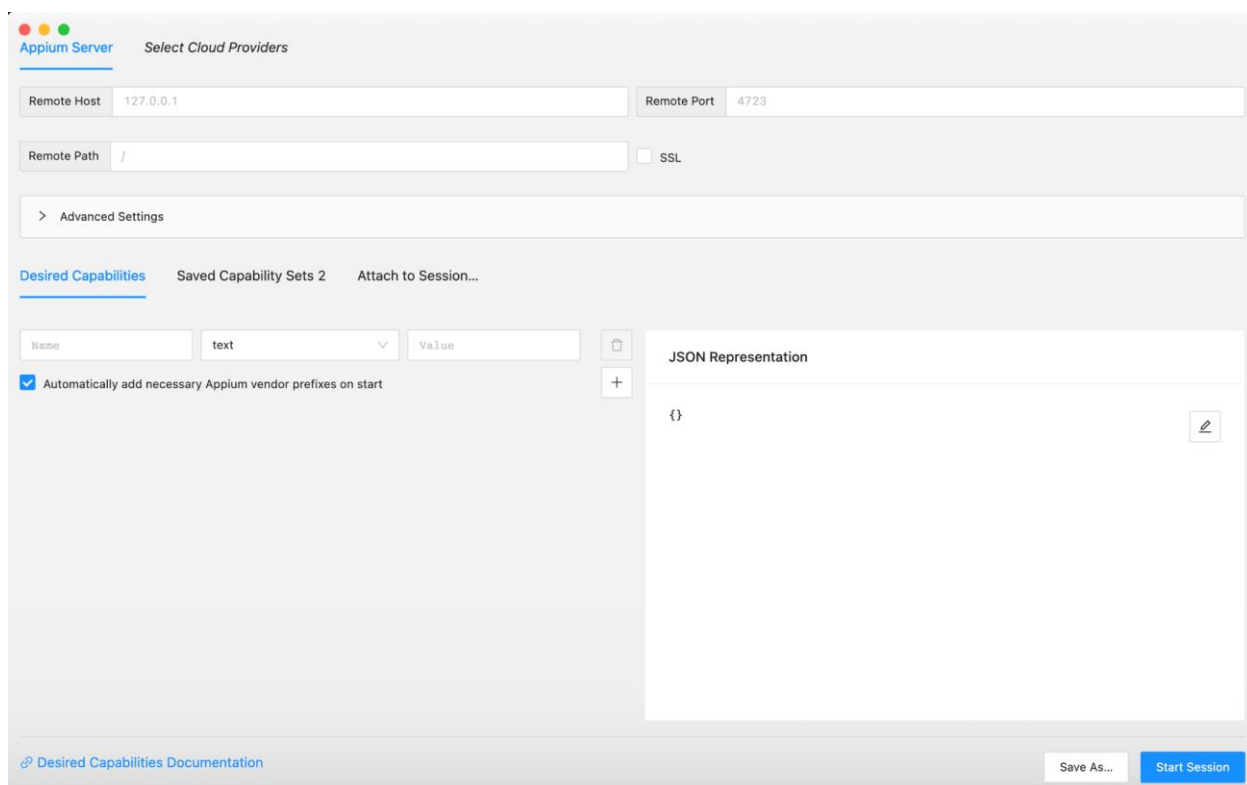 Appium Server Select Cloud Providers
Remote Host 127.0.0.1 Remote Port 4723
Remote Path / SSL
> Advanced Settings
Desired Capabilities Saved Capability Sets 2 Attach to Session...
Name text Value
JSON Representation
Automatically add necessary Appium vendor prefixes on start +
{}
Desired Capabilities Documentation Save As... Start Session